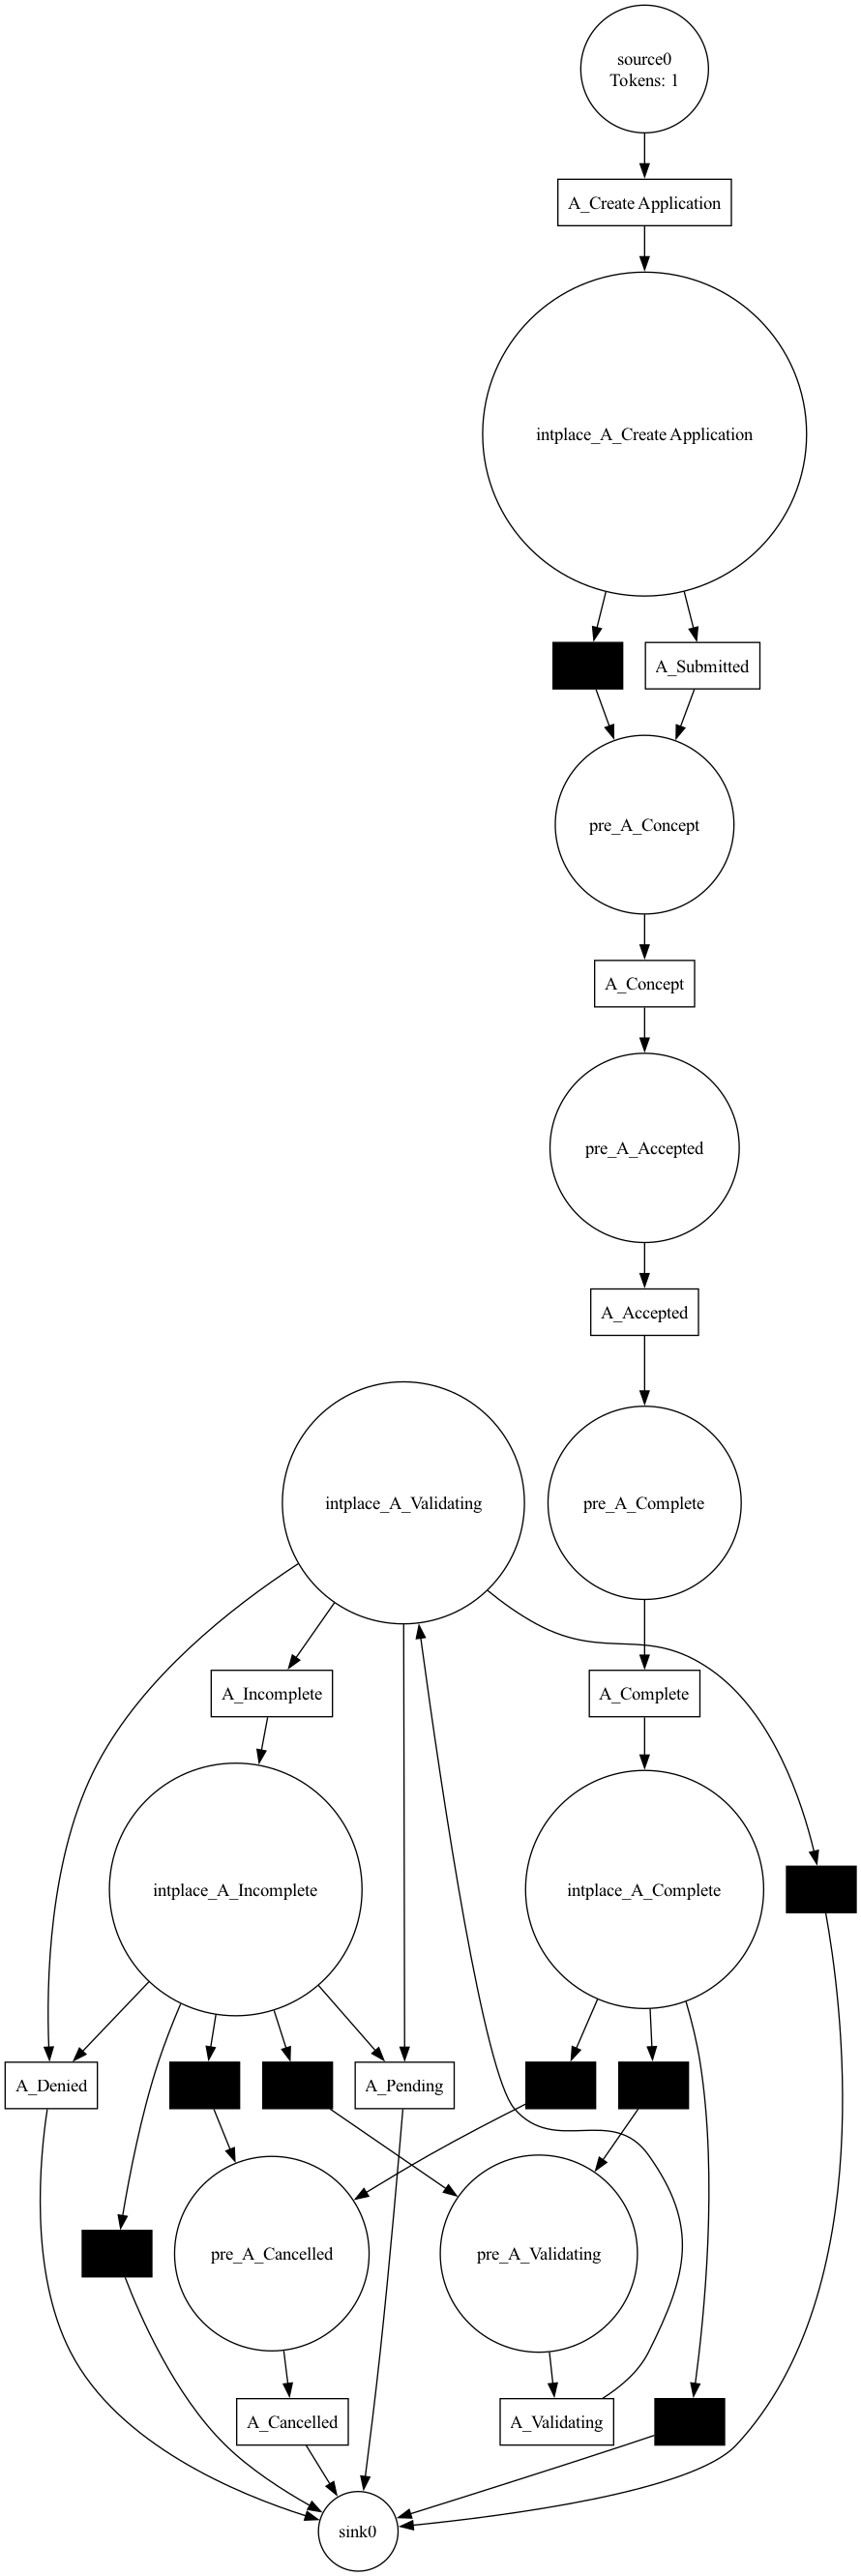 source0
Tokens: 1
A_Create Application
intplace_A_Create Application
A_Submitted
pre_A_Concept
A_Concept
pre_A_Accepted
A_Accepted
intplace_A_Validating
pre_A_Complete
A_Incomplete
A_Complete
intplace_A_Incomplete
intplace_A_Complete
A_Denied
A_Pending
pre_A_Cancelled
pre_A_Validating
A_Cancelled
A_Validating
sink0